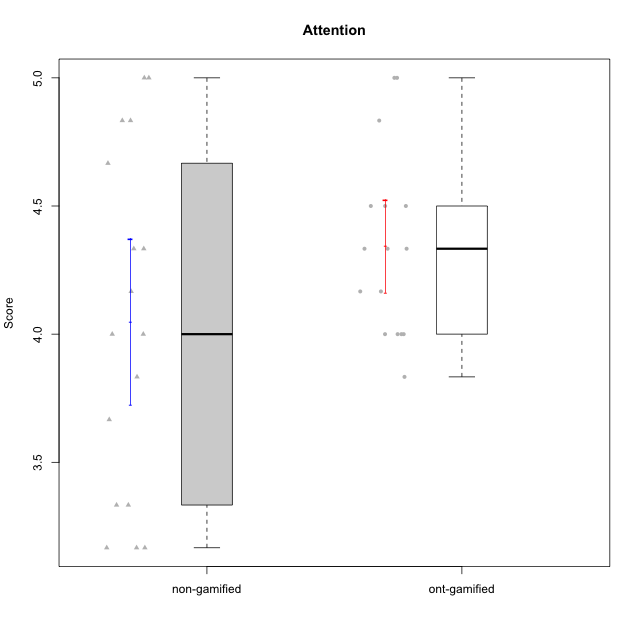 Attention
5.0
4.5
4.0
3.5
Score
non-gamified
ont-gamified